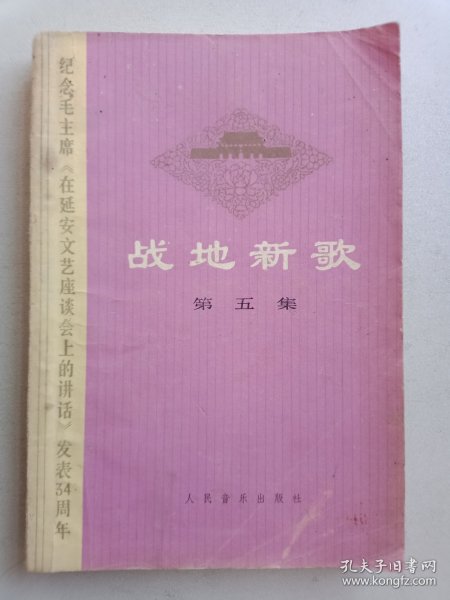 纪念毛主席《在延安文艺座谈会上的讲话》发表34周年
战地新歌
第五集
人民音乐出版社
孔夫子旧书网
www.kongfz.com